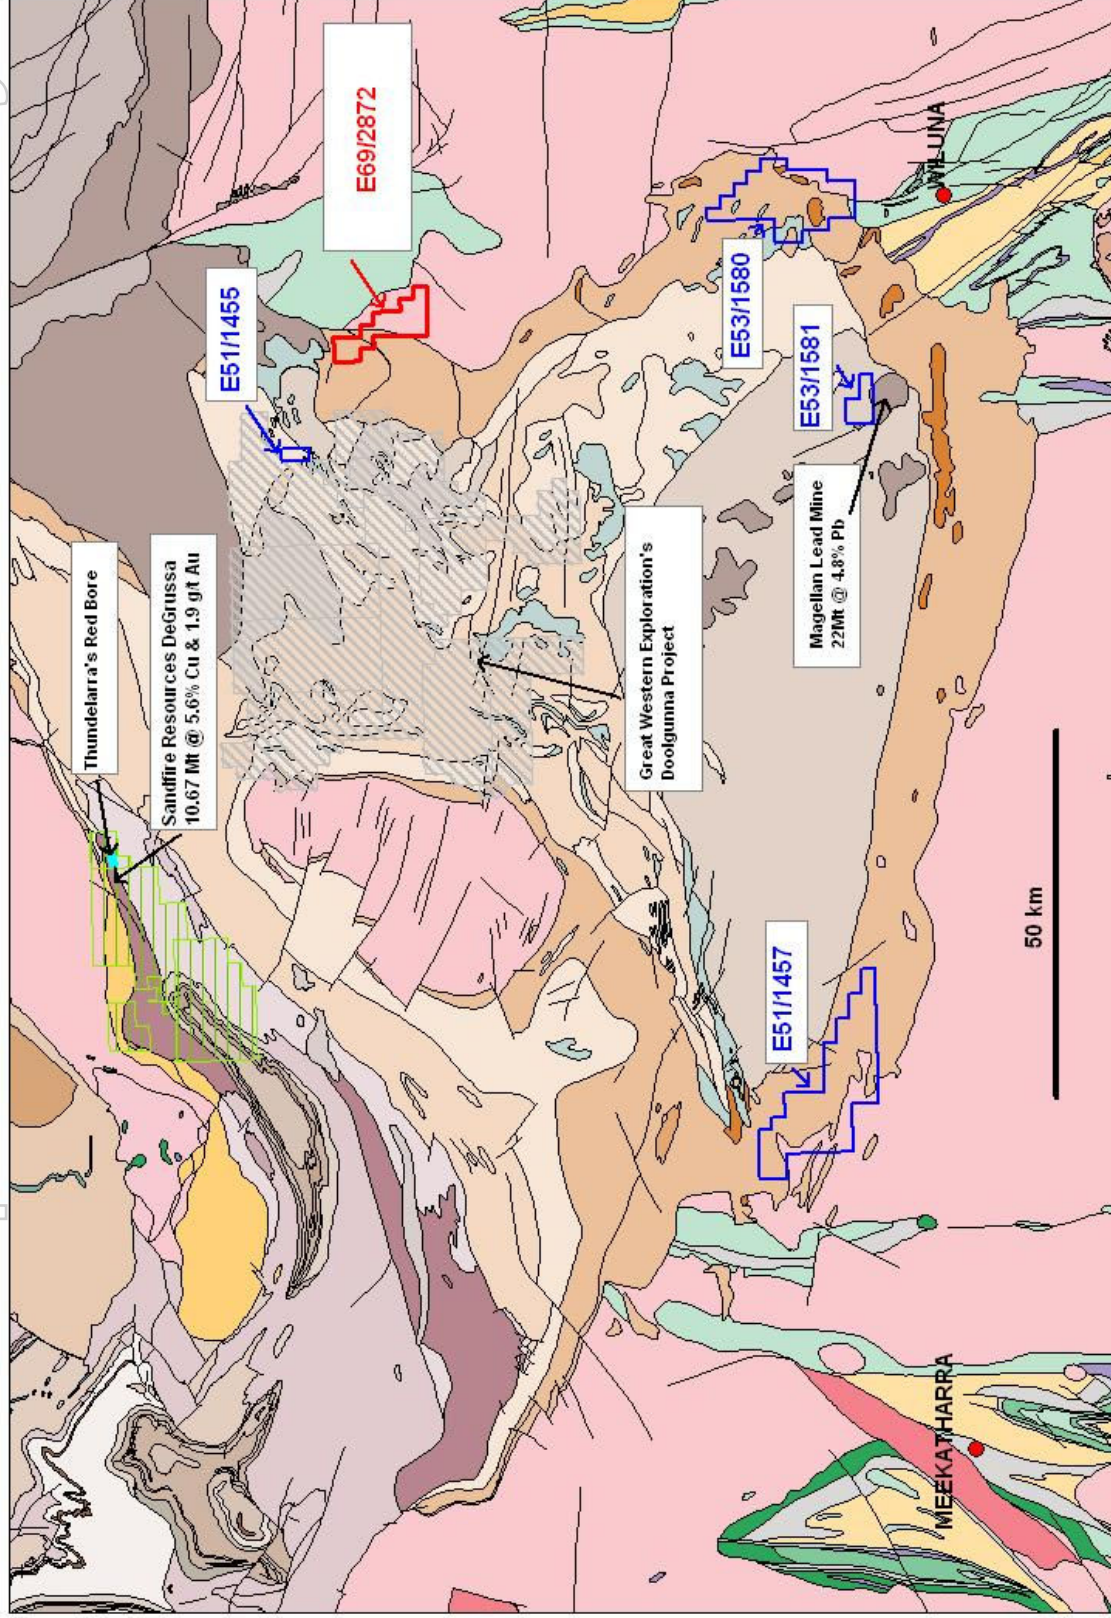 Thundelarra's Red Bore
Sandfire Resources DeGrussa
10.67 Mt @ 5.6% Cu & 1.9 g/t Au
E51/1455
E69/2872
Great Western Exploration's
Doolgunna Project
E53/1580
E53/1581
Magellan Lead Mine
22Mt @ 4.8% Pb
E51/1457
WILUNA
MEEKATHARRA
50 km